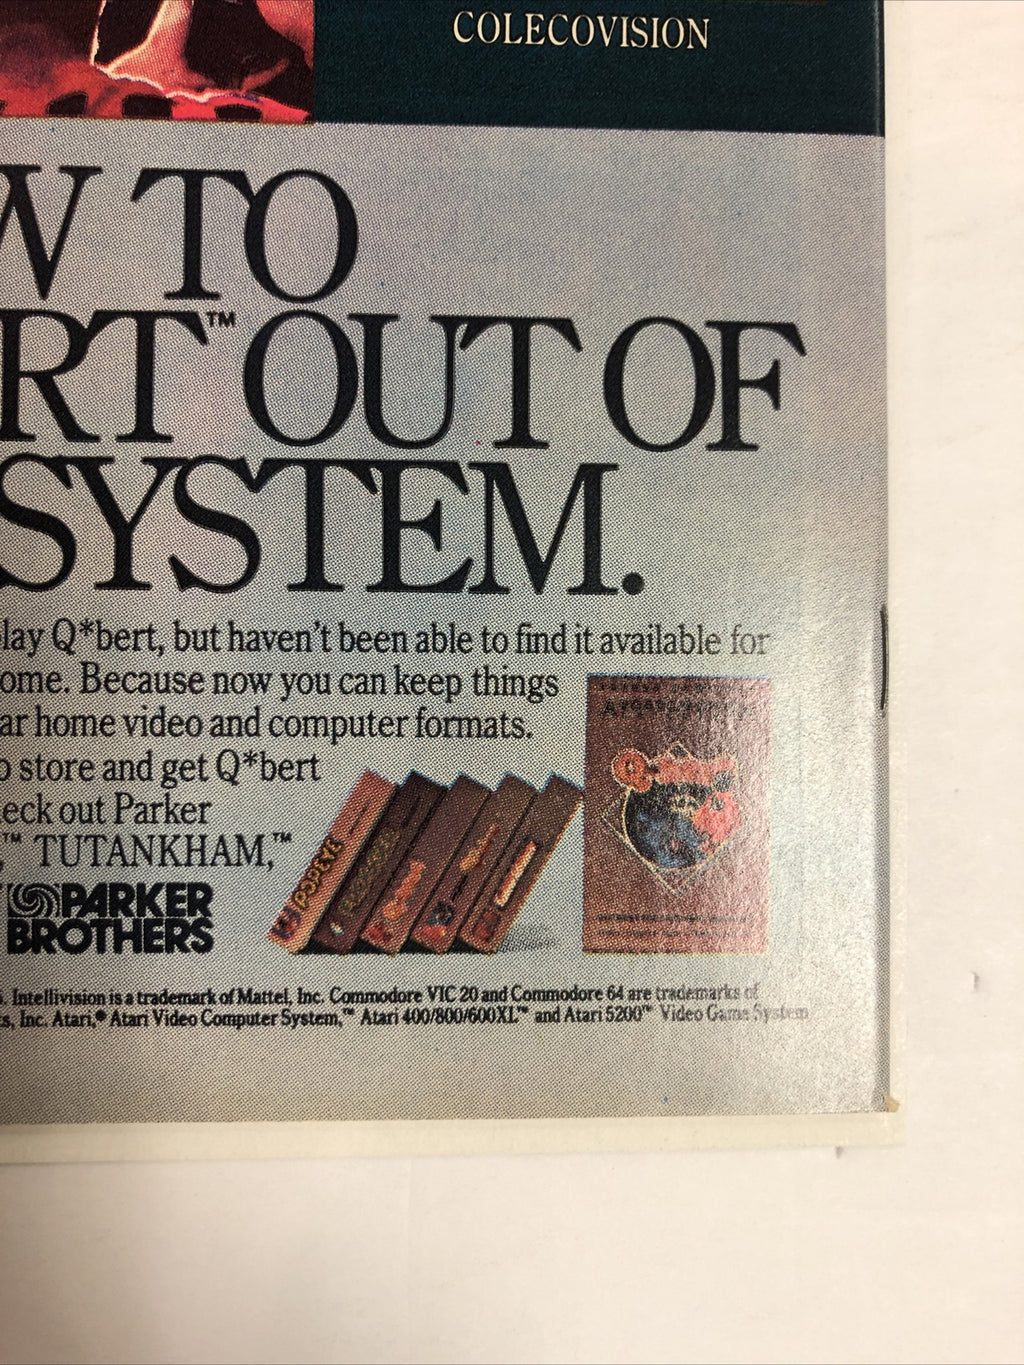 COLECOVISION
W TO
RT™ OUT OF
SYSTEM.
lay Q*bert, but haven't been able to find it available for
ome. Because now you can keep things
ar home video and computer formats.
o store and get Q*bert
eck out Parker
,™ TUTANKHAM,™
PARKER
BROTHERS
POPEYE
Intellivision is a trademark of Mattel, Inc. Commodore VIC 20 and Commodore 64 are trademarks of
s, Inc. Atari,® Atari Video Computer System,™ Atari 400/800/600XL™ and Atari 5200™ Video Game System